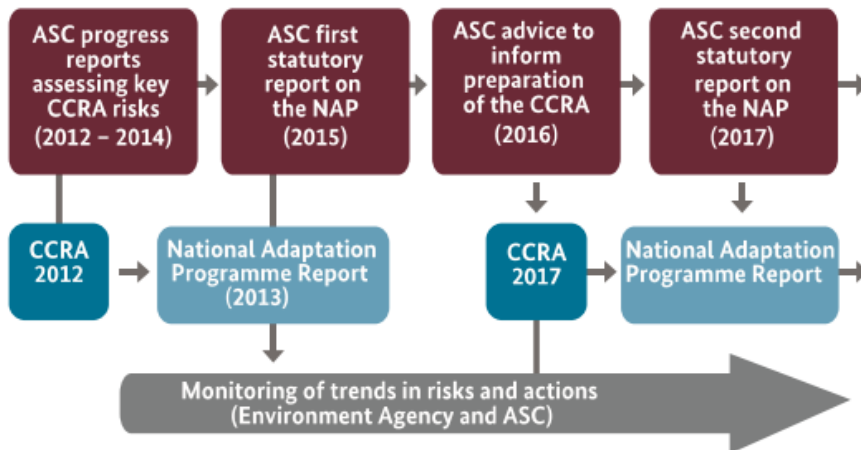 ASC progress
reports
assessing key
CCRA risks
(2012 – 2014)
ASC first
statutory
report on
the NAP
(2015)
ASC advice to
inform
preparation
of the CCRA
(2016)
ASC second
statutory
report on
the NAP
(2017)
CCRA
2012
National Adaptation
Programme Report
(2013)
CCRA
2017
National Adaptation
Programme Report
Monitoring of trends in risks and actions
(Environment Agency and ASC)